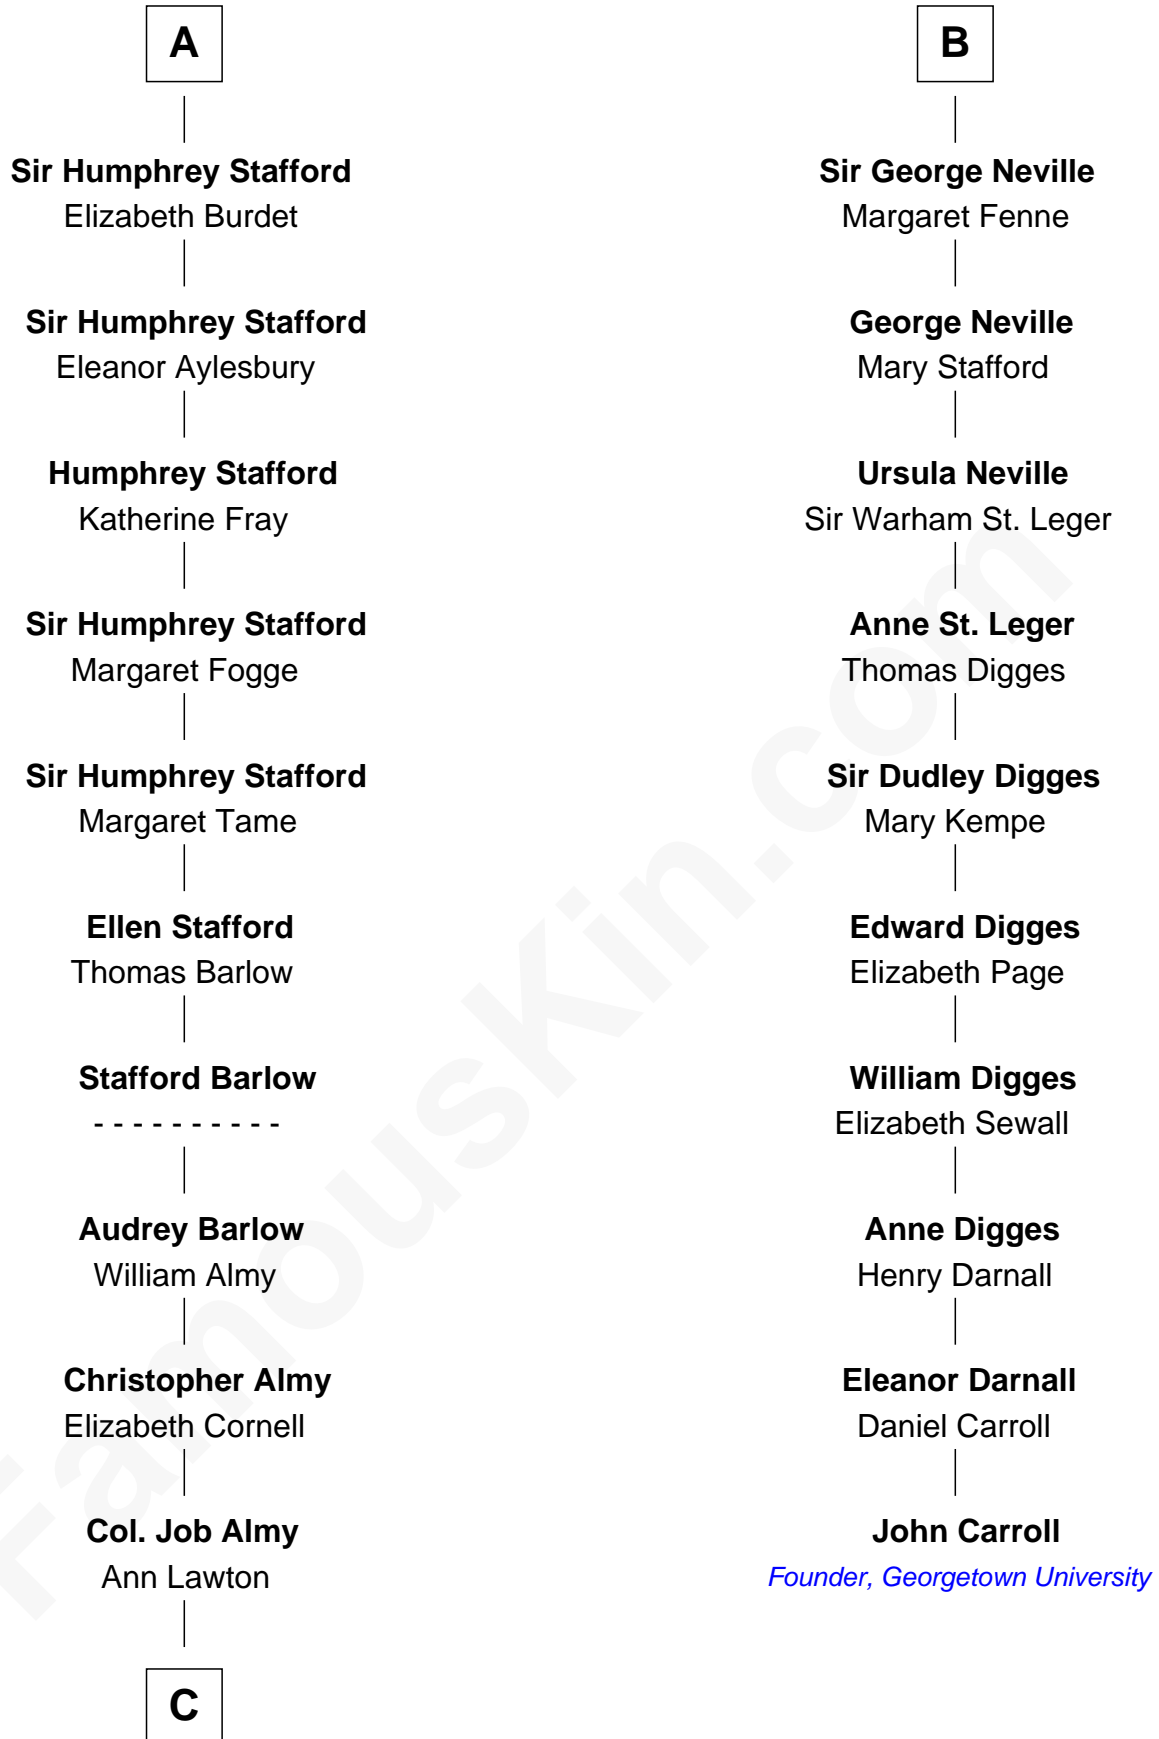 A
Sir Humphrey Stafford
Elizabeth Burdet
Sir Humphrey Stafford
Eleanor Aylesbury
Humphrey Stafford
Katherine Fray
Sir Humphrey Stafford
Margaret Fogge
Sir Humphrey Stafford
Margaret Tame
Ellen Stafford
Thomas Barlow
Stafford Barlow
- - - - - - - - - -
Audrey Barlow
William Almy
Christopher Almy
Elizabeth Cornell
Col. Job Almy
Ann Lawton
C
B
Sir George Neville
Margaret Fenne
George Neville
Mary Stafford
Ursula Neville
Sir Warham St. Leger
Anne St. Leger
Thomas Digges
Sir Dudley Digges
Mary Kempe
Edward Digges
Elizabeth Page
William Digges
Elizabeth Sewall
Anne Digges
Henry Darnall
Eleanor Darnall
Daniel Carroll
John Carroll
Founder, Georgetown University
FamousKin.com